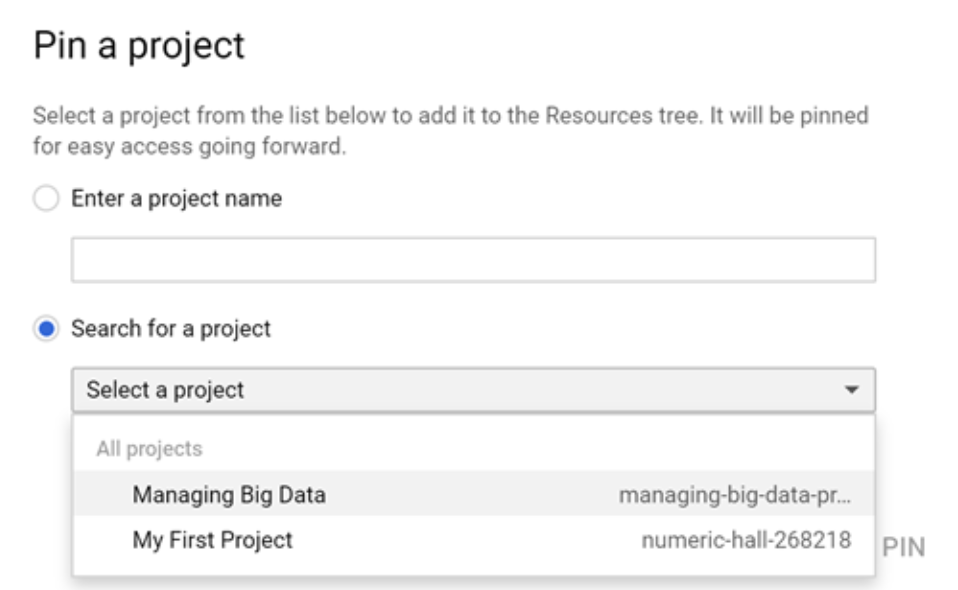 Pin a project
Select a project from the list below to add it to the Resources tree. It will be pinned
for easy access going forward.
Enter a project name
Search for a project
Select a project
All projects
Managing Big Data managing-big-data-pr...
My First Project numeric-hall-268218
PIN